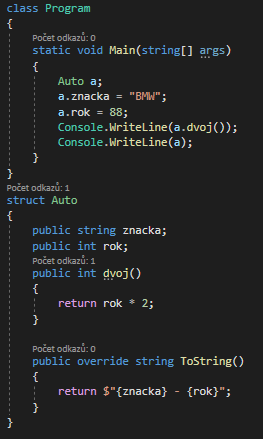 class Program
{
Počet odkazů: 0
static void Main(string[] args)
{
Auto a;
a.znacka = "BMW";
a.rok = 88;
Console.WriteLine(a.dvoj());
Console.WriteLine(a);
}
}
Počet odkazů: 1
struct Auto
{
public string znacka;
public int rok;
Počet odkazů: 1
public int dvoj()
{
return rok * 2;
}
Počet odkazů: 0
public override string ToString()
{
return $"{znacka} - {rok}";
}
}